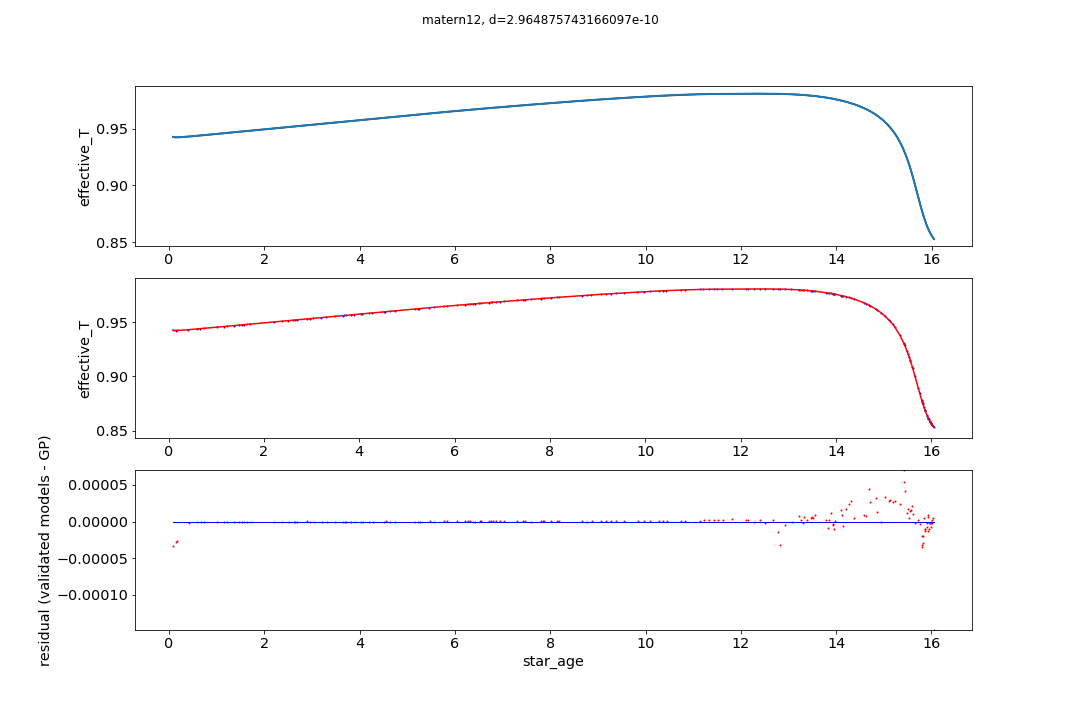 matern12, d=2.964875743166097e-10
effective_T
0.95
0.90
0.85
0 2 4 6 8 10 12 14 16
effective_T
0.95
0.90
0.85
0 2 4 6 8 10 12 14 16
residual (validated models - GP)
0.00005
0.00000
−0.00005
−0.00010
0 2 4 6 8 10 12 14 16
star_age